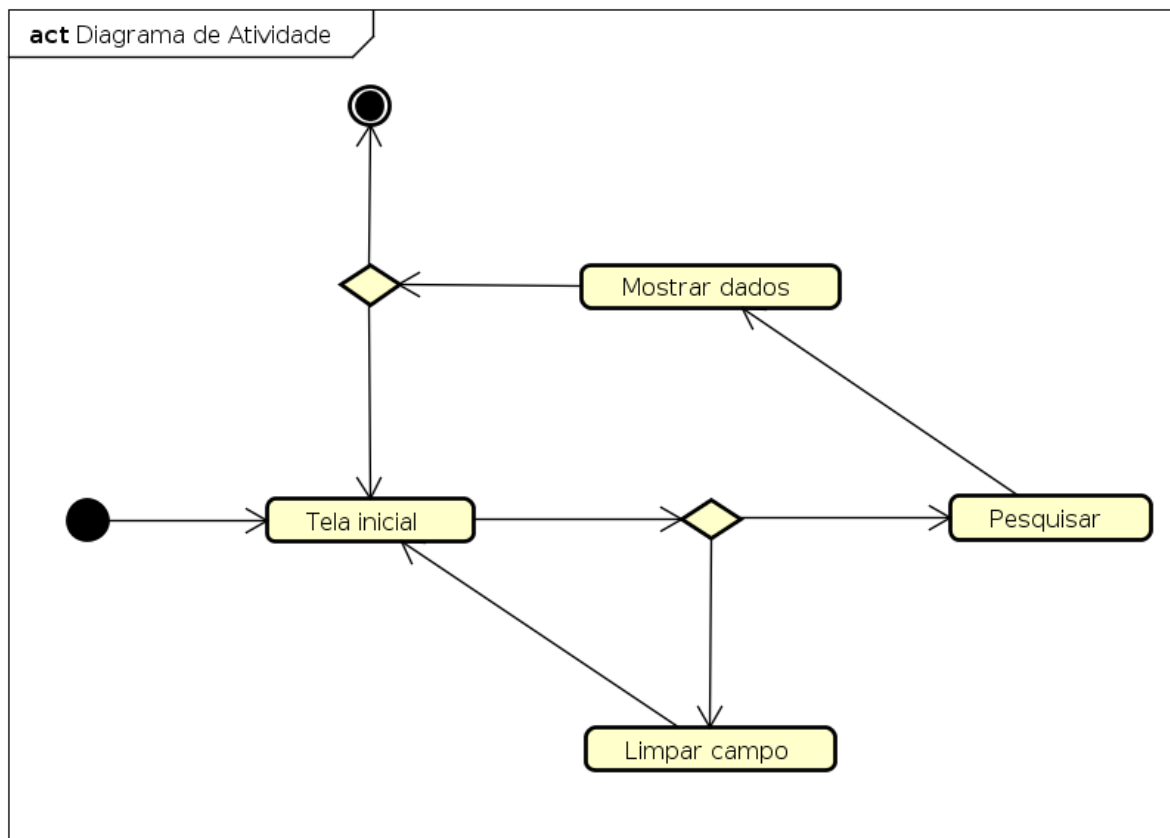 act Diagrama de Atividade
Mostrar dados
Tela inicial
Pesquisar
Limpar campo